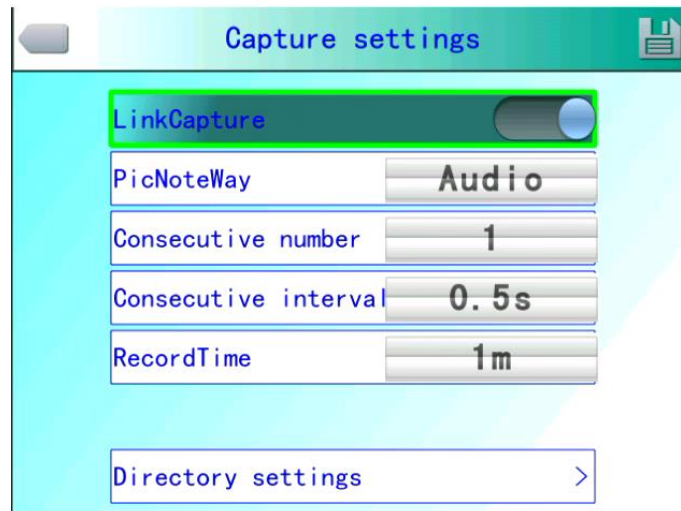 Capture settings
LinkCapture
PicNoteWay Audio
Consecutive number 1
Consecutive interval 0.5s
RecordTime 1m
Directory settings >